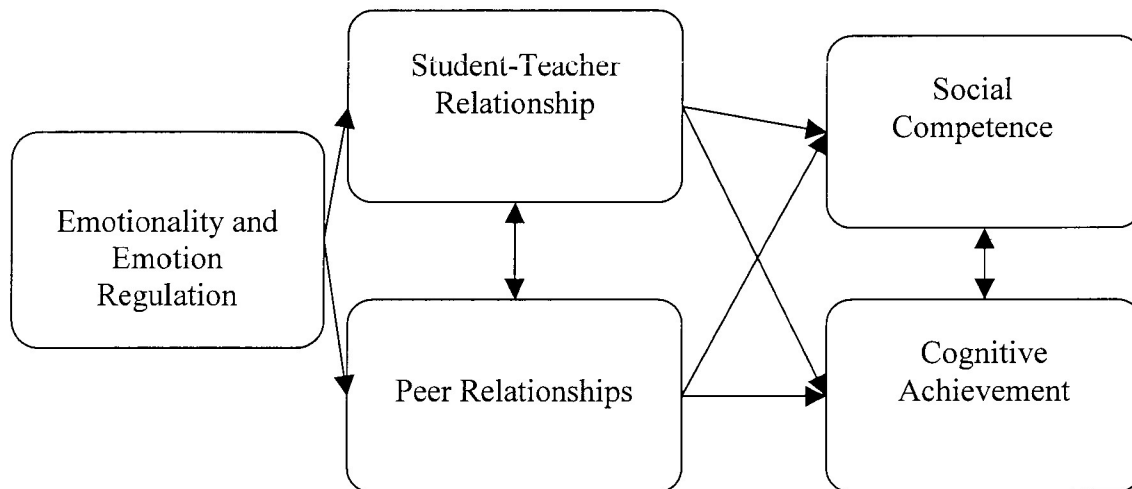 Student-Teacher
Relationship
Social
Competence
Emotionality and
Emotion
Regulation
Peer Relationships
Cognitive
Achievement